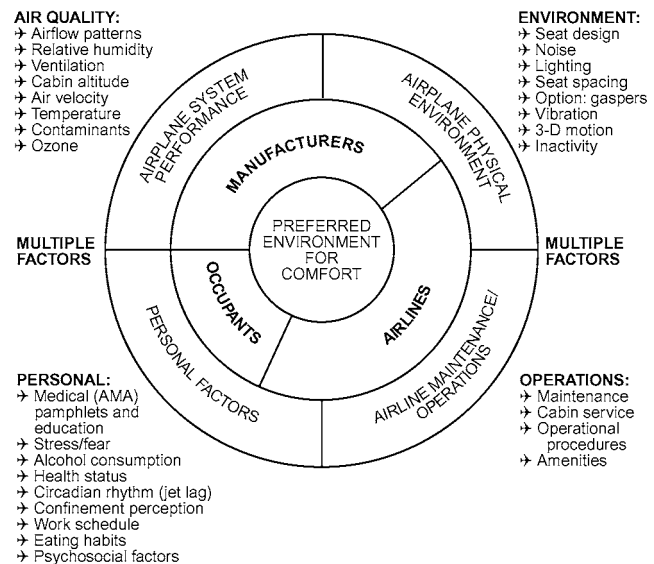 AIR QUALITY:
✈ Airflow patterns
✈ Relative humidity
✈ Ventilation
✈ Cabin altitude
✈ Air velocity
✈ Temperature
✈ Contaminants
✈ Ozone
ENVIRONMENT:
✈ Seat design
✈ Noise
✈ Lighting
✈ Seat spacing
✈ Option: gaspers
✈ Vibration
✈ 3-D motion
✈ Inactivity
AIRPLANE SYSTEM
PERFORMANCE
AIRPLANE PHYSICAL
ENVIRONMENT
MANUFACTURERS
PREFERRED
ENVIRONMENT
FOR
COMFORT
MULTIPLE
FACTORS
MULTIPLE
FACTORS
OCCUPANTS
AIRLINES
PERSONAL FACTORS
AIRLINE MAINTENANCE/
OPERATIONS
PERSONAL:
✈ Medical (AMA)
pamphlets and
education
✈ Stress/fear
✈ Alcohol consumption
✈ Health status
✈ Circadian rhythm (jet lag)
✈ Confinement perception
✈ Work schedule
✈ Eating habits
✈ Psychosocial factors
OPERATIONS:
✈ Maintenance
✈ Cabin service
✈ Operational
procedures
✈ Amenities